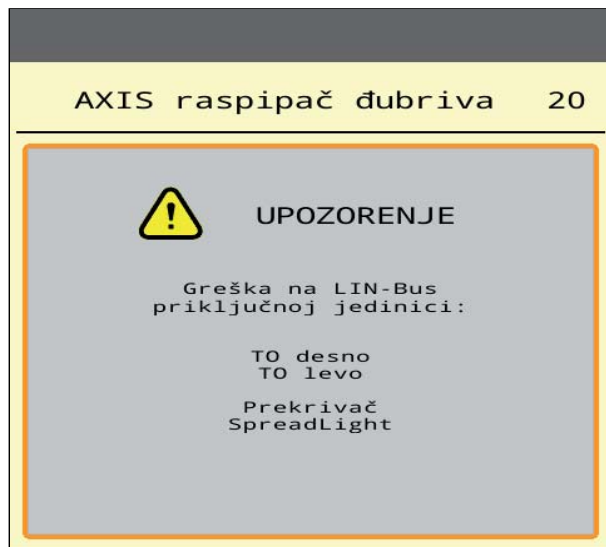 AXIS raspipač đubriva 20
UPOZORENJE
Greška na LIN-Bus
priključnoj jedinici:
TO desno
TO levo
Prekrivač
SpreadLight